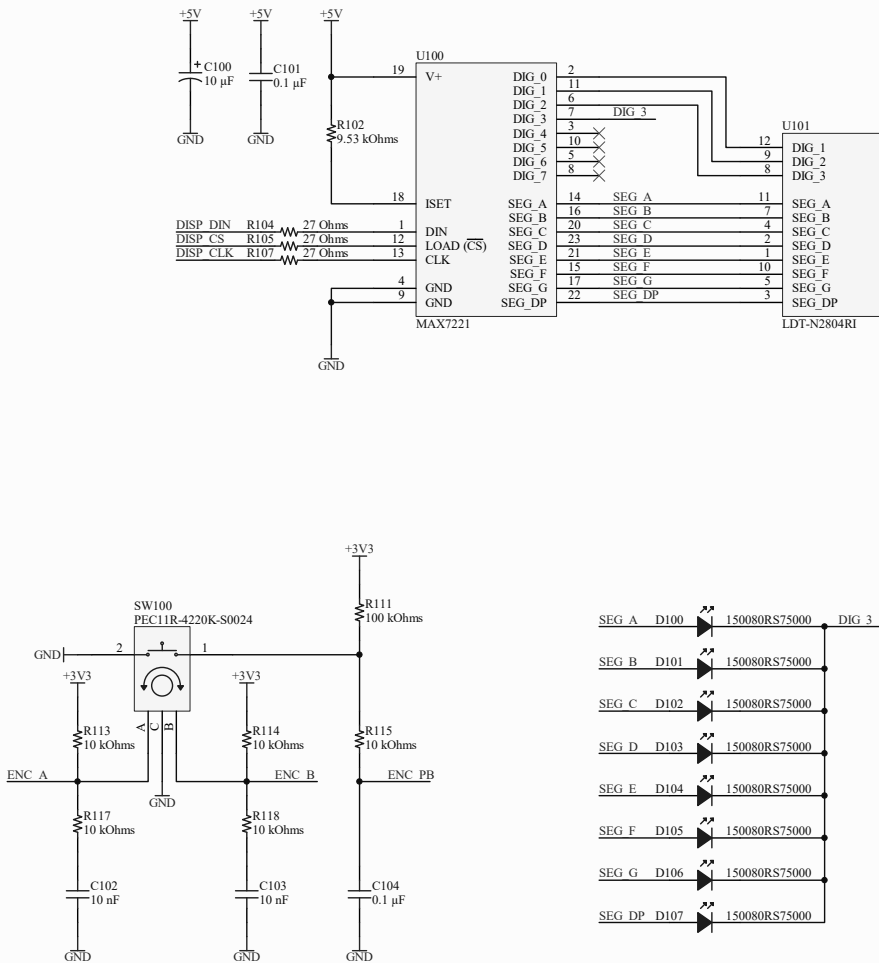 +5V +5V +5V
C100
10 µF
C101
0.1 µF
GND GND
R102
9.53 kOhms
U100
19 V+ DIG_0 2
DIG_1 11
DIG_2 6
DIG_3 7 DIG_3
DIG_4 3
DIG_5 10
DIG_6 5
DIG_7 8
18 ISET
SEG_A 14 SEG_A
SEG_B 16 SEG_B
SEG_C 20 SEG_C
SEG_D 23 SEG_D
SEG_E 21 SEG_E
SEG_F 15 SEG_F
SEG_G 17 SEG_G
SEG_DP 22 SEG_DP
DISP_DIN R104 27 Ohms 1 DIN
DISP_CS R105 27 Ohms 12 LOAD (CS)
DISP_CLK R107 27 Ohms 13 CLK
4 GND
9 GND
MAX7221
GND
U101
12 DIG_1
9 DIG_2
8 DIG_3
11 SEG_A
7 SEG_B
4 SEG_C
2 SEG_D
1 SEG_E
10 SEG_F
5 SEG_G
3 SEG_DP
LDT-N2804RI
+3V3
R111
100 kOhms
SW100
PEC11R-4220K-S0024
GND 2 1
+3V3 +3V3
A C B
R113
10 kOhms
R114
10 kOhms
R115
10 kOhms
ENC_A ENC_B ENC_PB
GND
R117
10 kOhms
R118
10 kOhms
C102
10 nF
C103
10 nF
C104
0.1 µF
GND GND GND
SEG_A D100 150080RS75000 DIG_3
SEG_B D101 150080RS75000
SEG_C D102 150080RS75000
SEG_D D103 150080RS75000
SEG_E D104 150080RS75000
SEG_F D105 150080RS75000
SEG_G D106 150080RS75000
SEG_DP D107 150080RS75000